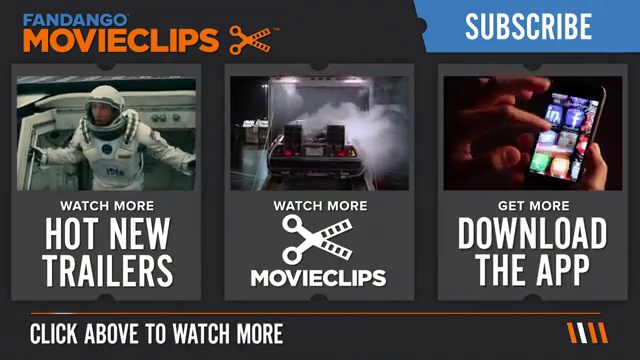 FANDANGO
MOVIECLIPS ™
SUBSCRIBE
WATCH MORE
HOT NEW
TRAILERS
WATCH MORE
MOVIECLIPS
GET MORE
DOWNLOAD
THE APP
CLICK ABOVE TO WATCH MORE